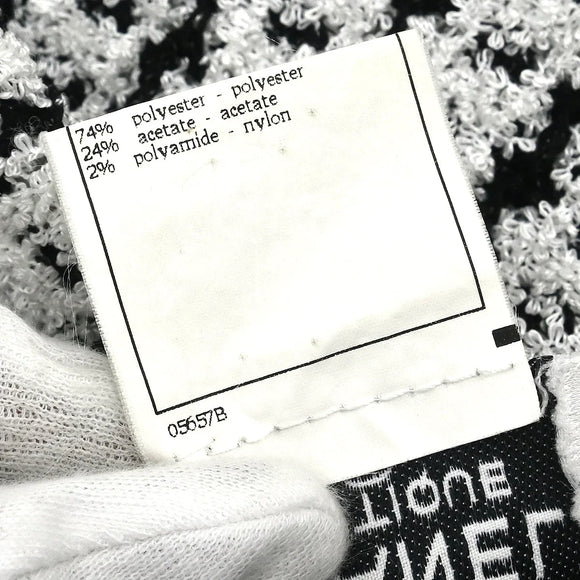 74% polyester - polyester
24% acetate - acetate
2% polyamide - nylon
05657B